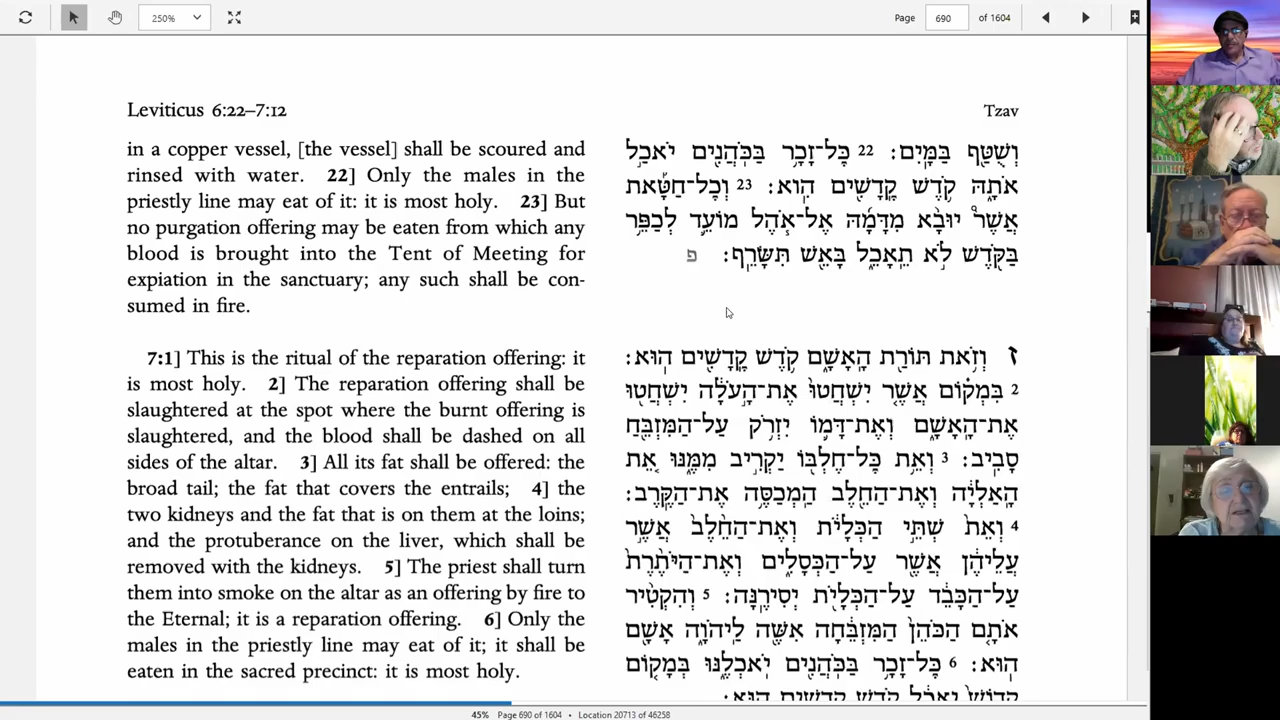 250%
Page 690 of 1604
Leviticus 6:22–7:12
Tzav
in a copper vessel, [the vessel] shall be scoured and
rinsed with water. 22] Only the males in the
priestly line may eat of it: it is most holy. 23] But
no purgation offering may be eaten from which any
blood is brought into the Tent of Meeting for
expiation in the sanctuary; any such shall be con-
sumed in fire.
7:1] This is the ritual of the reparation offering: it
is most holy. 2] The reparation offering shall be
slaughtered at the spot where the burnt offering is
slaughtered, and the blood shall be dashed on all
sides of the altar. 3] All its fat shall be offered: the
broad tail; the fat that covers the entrails; 4] the
two kidneys and the fat that is on them at the loins;
and the protuberance on the liver, which shall be
removed with the kidneys. 5] The priest shall turn
them into smoke on the altar as an offering by fire to
the Eternal; it is a reparation offering. 6] Only the
males in the priestly line may eat of it; it shall be
eaten in the sacred precinct: it is most holy.
וְשֻׁטַּ֖ף בַּמָּֽיִם׃ 22 כׇּל־זָכָ֥ר בַּכֹּהֲנִ֖ים יֹאכַ֣ל
אֹתָ֑הּ קֹ֥דֶשׁ קׇֽדָשִׁ֖ים הִֽוא׃ 23 וְכׇל־חַטָּ֡את
אֲשֶׁר֩ יוּבָ֨א מִדָּמָ֜הּ אֶל־אֹ֧הֶל מוֹעֵ֛ד לְכַפֵּ֥ר
בַּקֹּ֖דֶשׁ לֹ֣א תֵאָכֵ֑ל בָּאֵ֖שׁ תִּשָּׂרֵֽף׃ פ
ז וְזֹ֥את תּוֹרַ֖ת הָאָשָׁ֑ם קֹ֥דֶשׁ קׇֽדָשִׁ֖ים הֽוּא׃
2 בִּמְק֗וֹם אֲשֶׁ֤ר יִשְׁחֲטוּ֙ אֶת־הָ֣עֹלָ֔ה יִשְׁחֲט֖וּ
אֶת־הָאָשָׁ֑ם וְאֶת־דָּמ֛וֹ יִזְרֹ֥ק עַל־הַמִּזְבֵּ֖חַ
סָבִֽיב׃ 3 וְאֵ֥ת כׇּל־חֶלְבּ֖וֹ יַקְרִ֣יב מִמֶּ֑נּוּ אֵ֚ת
הָֽאַלְיָ֔ה וְאֶת־הַחֵ֖לֶב הַֽמְכַסֶּ֥ה אֶת־הַקֶּֽרֶב׃
4 וְאֵת֙ שְׁתֵּ֣י הַכְּלָיֹ֔ת וְאֶת־הַחֵ֙לֶב֙ אֲשֶׁ֣ר
עֲלֵיהֶ֔ן אֲשֶׁ֖ר עַל־הַכְּסָלִ֑ים וְאֶת־הַיֹּתֶ֙רֶת֙
עַל־הַכָּבֵ֔ד עַל־הַכְּלָיֹ֖ת יְסִירֶֽנָּה׃ 5 וְהִקְטִ֨יר
אֹתָ֤ם הַכֹּהֵן֙ הַמִּזְבֵּ֔חָה אִשֶּׁ֖ה לַיהֹוָ֑ה אָשָׁ֖ם
הֽוּא׃ 6 כׇּל־זָכָ֥ר בַּכֹּהֲנִ֖ים יֹאכְלֶ֑נּוּ בְּמָק֤וֹם
קָדוֹשׁ֙ יֵאָכֵ֔ל קֹ֥דֶשׁ קׇֽדָשִׁ֖ים הֽוּא׃
45% Page 690 of 1604 • Location 20713 of 46258